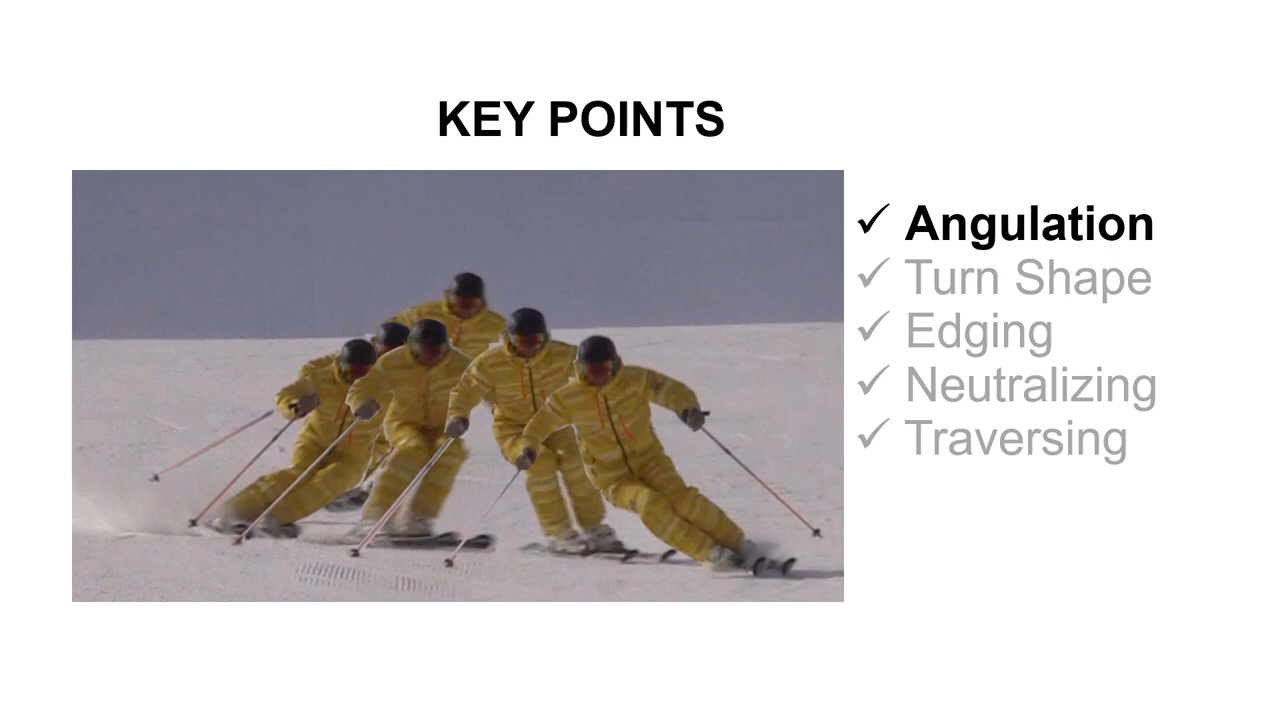 KEY POINTS
✓ Angulation
✓ Turn Shape
✓ Edging
✓ Neutralizing
✓ Traversing